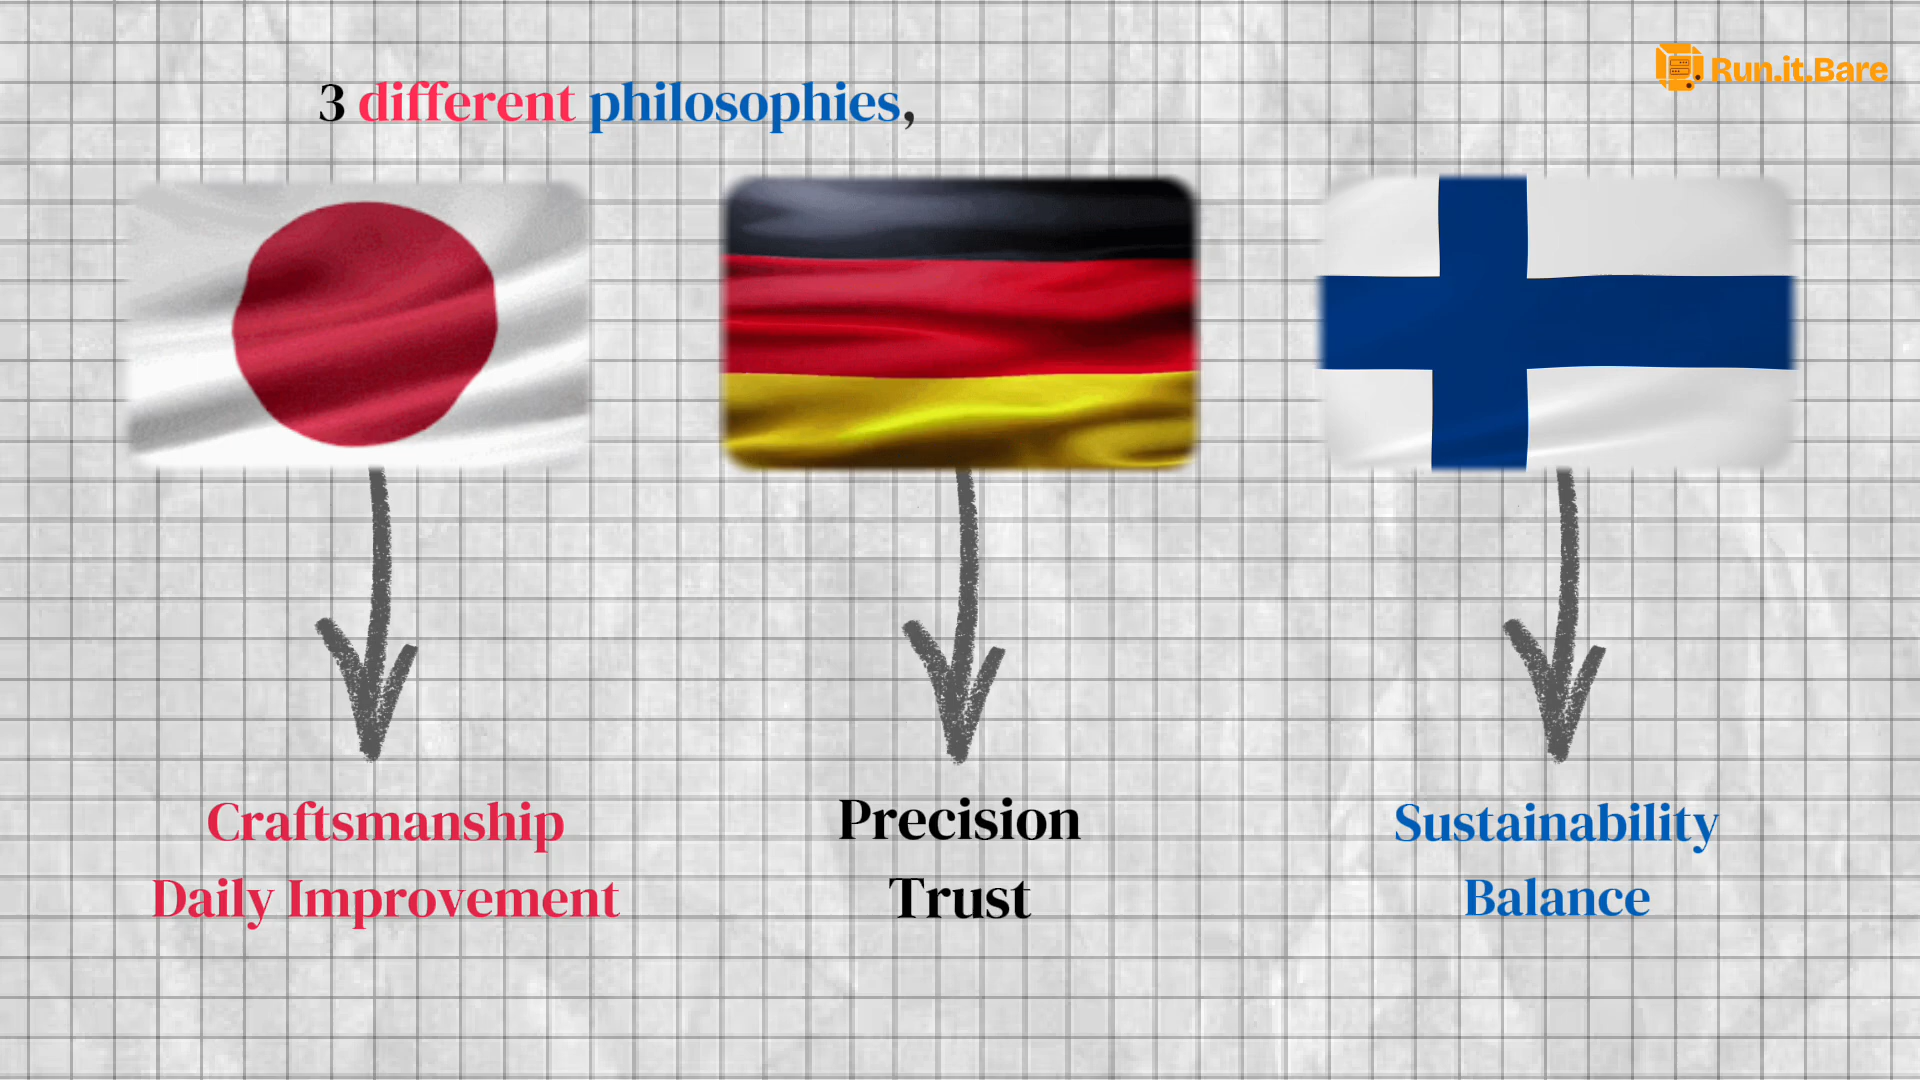 Run.it.Bare
3 different philosophies,
Craftsmanship
Daily Improvement
Precision
Trust
Sustainability
Balance